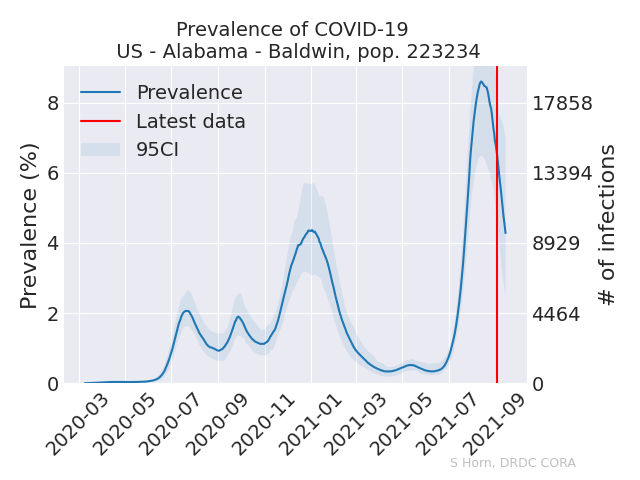 Prevalence of COVID-19
US - Alabama - Baldwin, pop. 223234
Prevalence
Latest data
95CI
Prevalence (%)
8
6
4
2
0
17858
13394
8929
4464
0
# of infections
2020-03
2020-05
2020-07
2020-09
2020-11
2021-01
2021-03
2021-05
2021-07
2021-09
S Horn, DRDC CORA